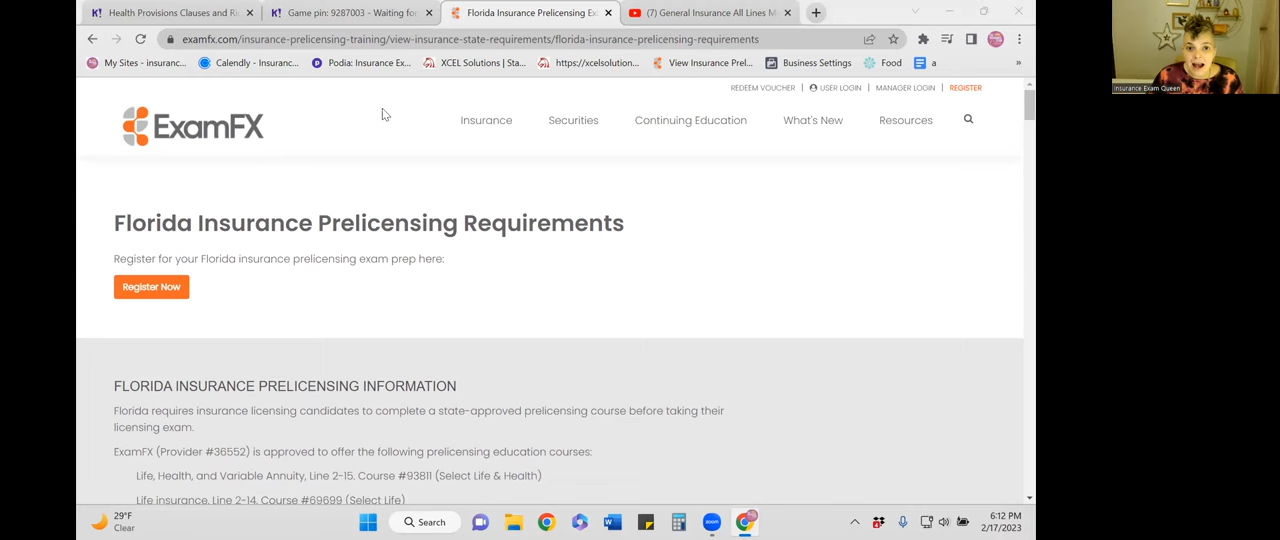 Health Provisions Clauses and Ri
Game pin: 9287003 - Waiting fo
Florida Insurance Prelicensing Ex
(7) General Insurance All Lines M
examfx.com/insurance-prelicensing-training/view-insurance-state-requirements/florida-insurance-prelicensing-requirements
My Sites - insuranc...
Calendly - Insuranc...
Podia: Insurance Ex...
XCEL Solutions | Sta...
https://xcelsolution...
View Insurance Prel...
Business Settings
Food
a
»
Insurance Exam Queen
REDEEM VOUCHER | USER LOGIN | MANAGER LOGIN | REGISTER
ExamFX
Insurance
Securities
Continuing Education
What's New
Resources
Florida Insurance Prelicensing Requirements
Register for your Florida insurance prelicensing exam prep here:
Register Now
FLORIDA INSURANCE PRELICENSING INFORMATION
Florida requires insurance licensing candidates to complete a state-approved prelicensing course before taking their
licensing exam.
ExamFX (Provider #36552) is approved to offer the following prelicensing education courses:
Life, Health, and Variable Annuity, Line 2-15. Course #93811 (Select Life & Health)
Life insurance, Line 2-14. Course #69699 (Select Life)
29°F
Clear
Search
zoom
6:12 PM
2/17/2023